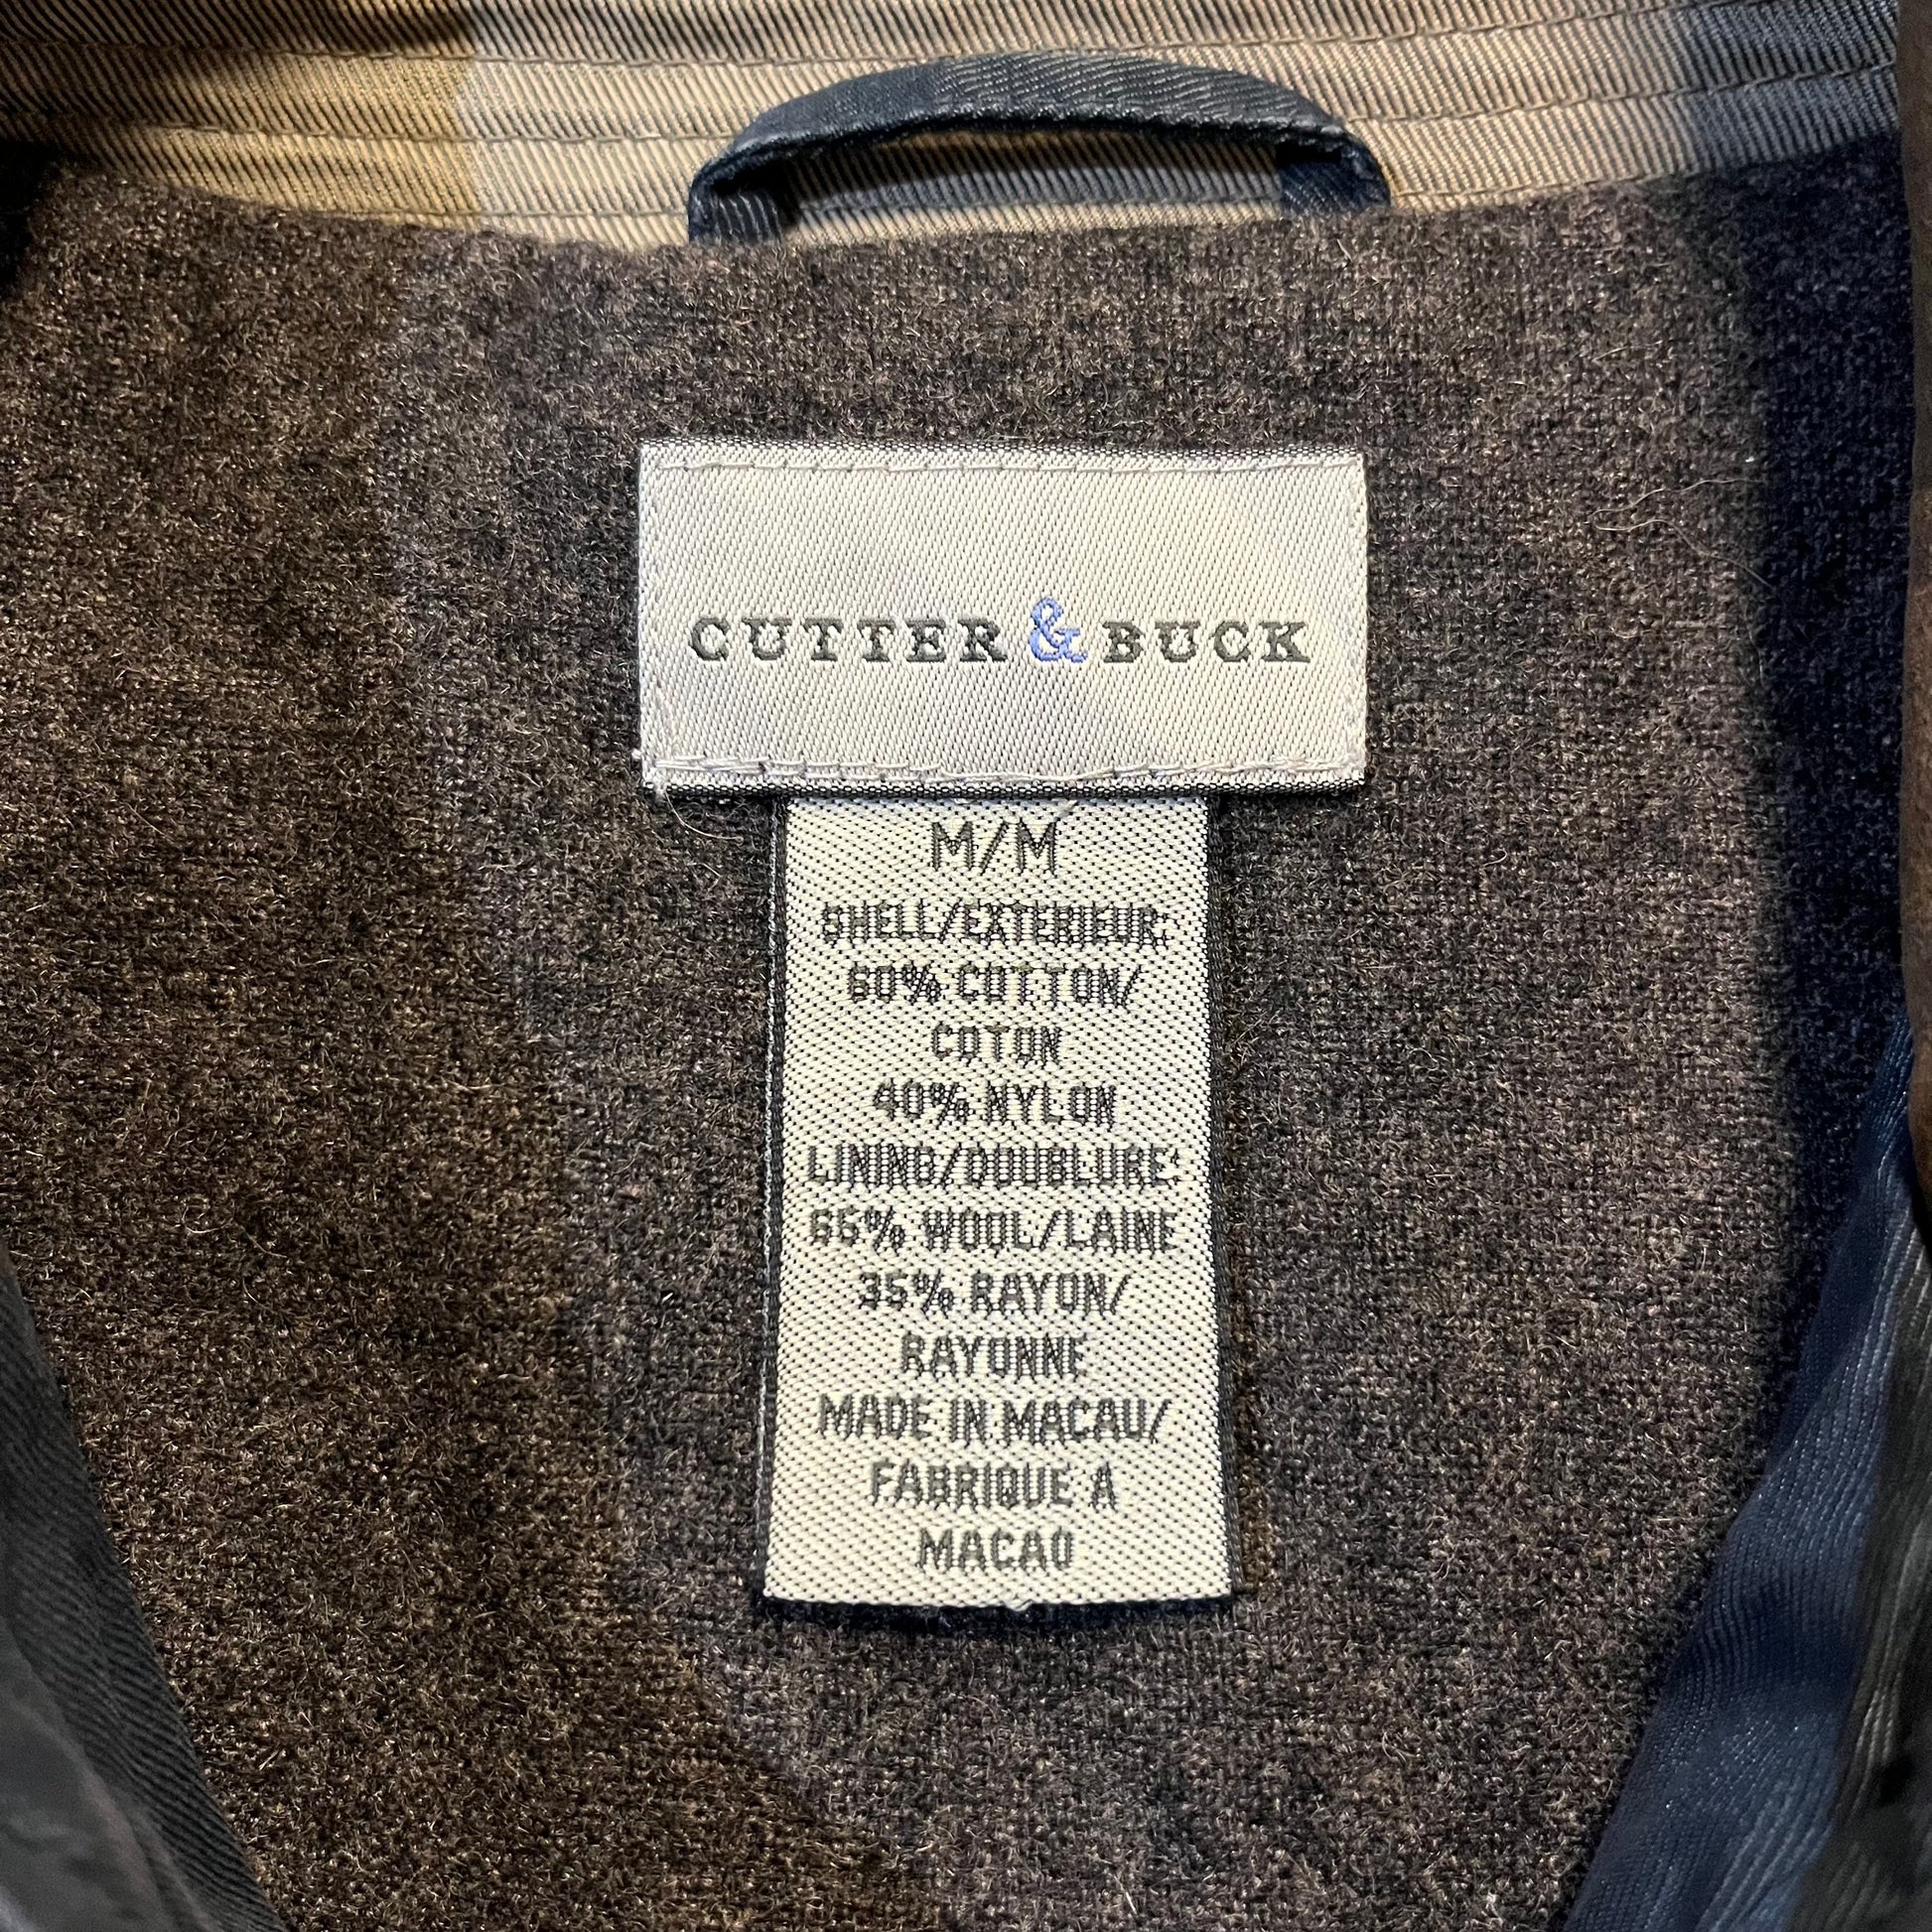 CUTTER & BUCK
M/M
SHELL/EXTERIEUR:
60% COTTON/
COTON
40% NYLON
LINING/DOUBLURE:
65% WOOL/LAINE
35% RAYON/
RAYONNE
MADE IN MACAU/
FABRIQUE A
MACAO